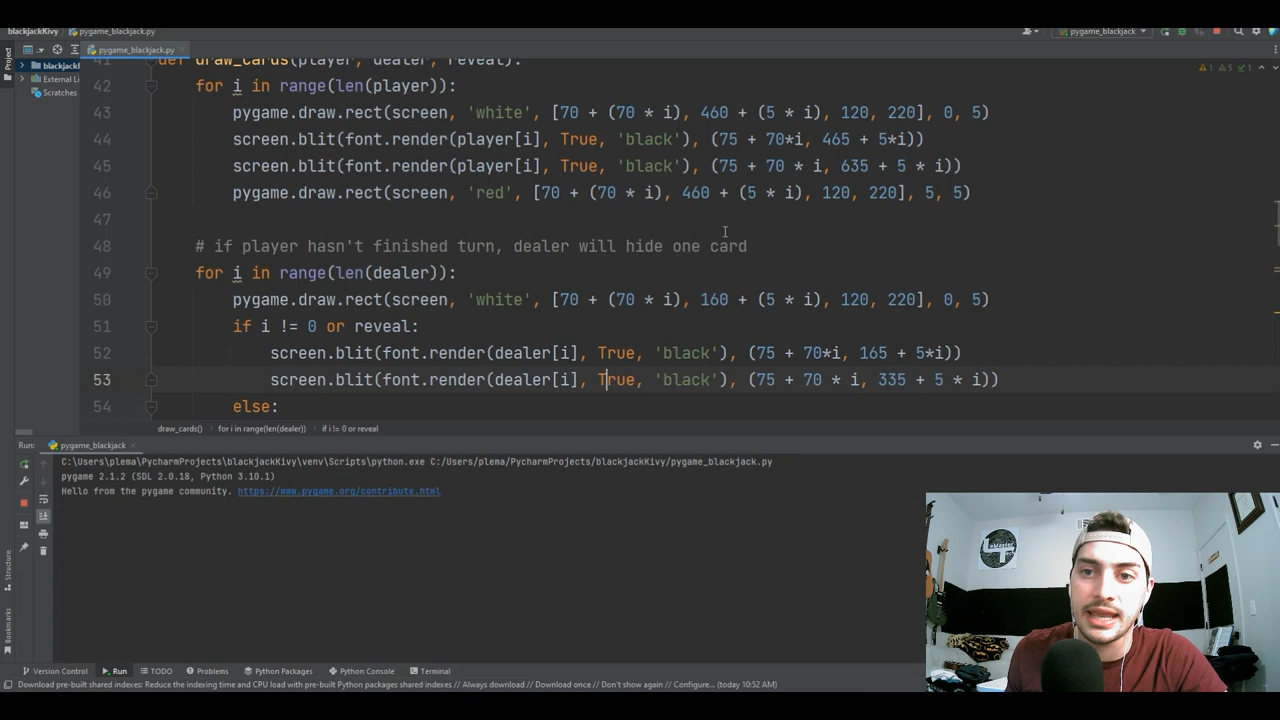 blackjackKivy pygame_blackjack.py
pygame_blackjack
pygame_blackjack.py
Project
blackjackl
External Li
Scratches
1 5 1
41 def draw_cards(player, dealer, reveal):
42 for i in range(len(player)):
43 pygame.draw.rect(screen, 'white', [70 + (70 * i), 460 + (5 * i), 120, 220], 0, 5)
44 screen.blit(font.render(player[i], True, 'black'), (75 + 70*i, 465 + 5*i))
45 screen.blit(font.render(player[i], True, 'black'), (75 + 70 * i, 635 + 5 * i))
46 pygame.draw.rect(screen, 'red', [70 + (70 * i), 460 + (5 * i), 120, 220], 5, 5)
47
48 # if player hasn't finished turn, dealer will hide one card
49 for i in range(len(dealer)):
50 pygame.draw.rect(screen, 'white', [70 + (70 * i), 160 + (5 * i), 120, 220], 0, 5)
51 if i != 0 or reveal:
52 screen.blit(font.render(dealer[i], True, 'black'), (75 + 70*i, 165 + 5*i))
53 screen.blit(font.render(dealer[i], True, 'black'), (75 + 70 * i, 335 + 5 * i))
54 else:
draw_cards() for i in range(len(dealer)) if i != 0 or reveal
Run: pygame_blackjack
C:\Users\plema\PycharmProjects\blackjackKivy\venv\Scripts\python.exe C:/Users/plema/PycharmProjects/blackjackKivy/pygame_blackjack.py
pygame 2.1.2 (SDL 2.0.18, Python 3.10.1)
Hello from the pygame community. https://www.pygame.org/contribute.html
Structure
Bookmarks
Version Control Run TODO Problems Python Packages Python Console Terminal
Download pre-built shared indexes: Reduce the indexing time and CPU load with pre-built Python packages shared indexes // Always download // Download once // Don't show again // Configure... (today 10:52 AM)